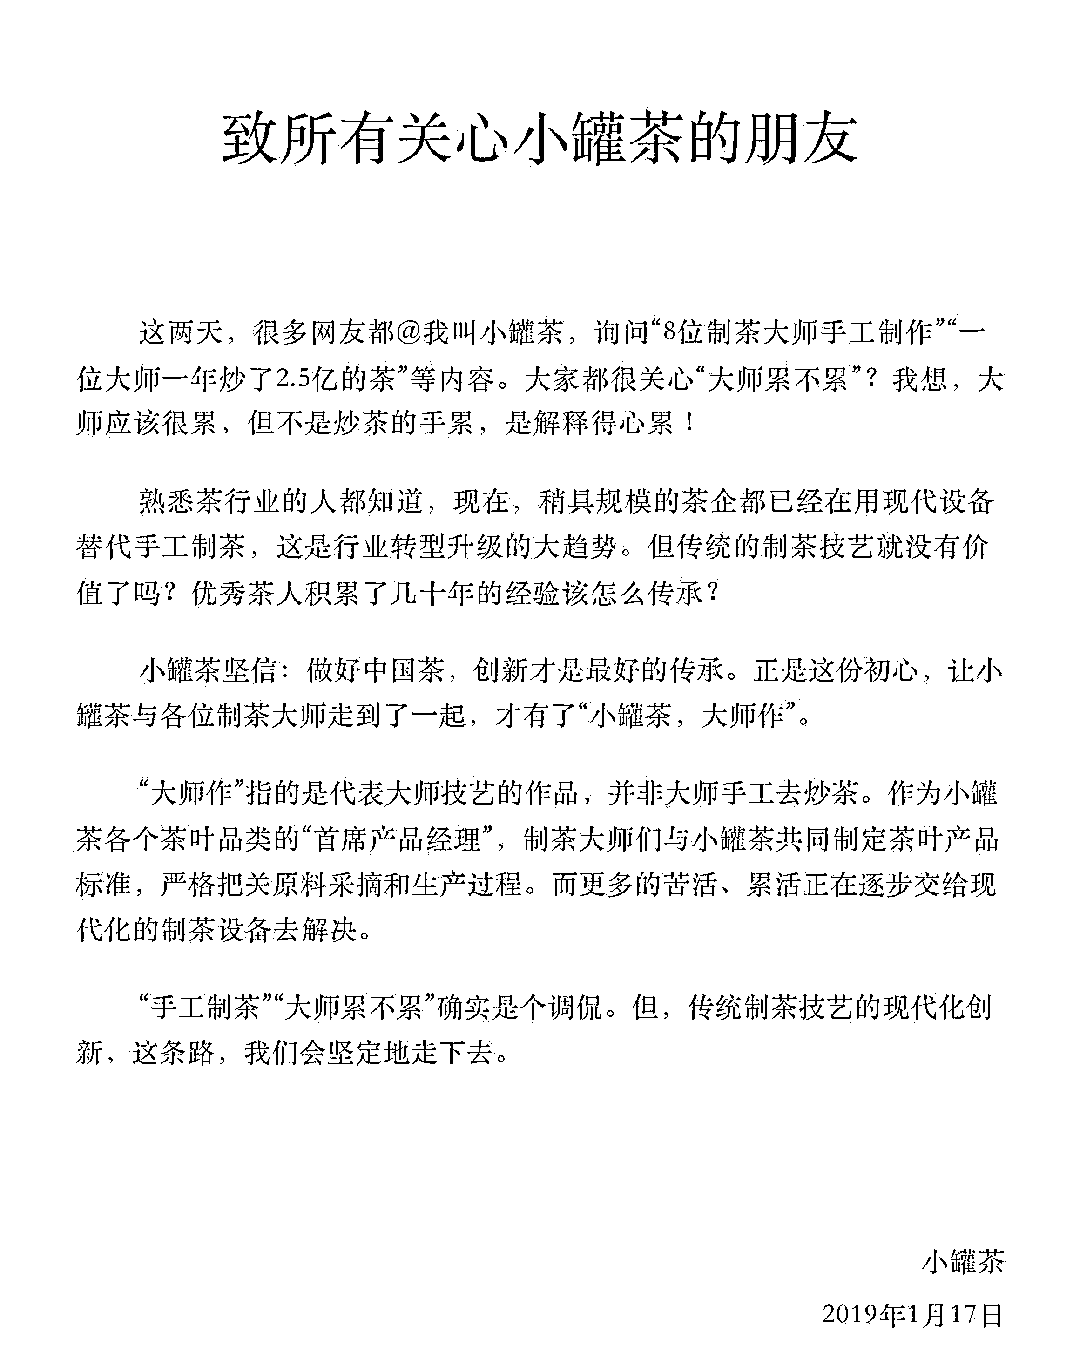 致所有关心小罐茶的朋友
这两天，很多网友都@我叫小罐茶，询问“8位制茶大师手工制作”“一
位大师一年炒了2.5亿的茶”等内容。大家都很关心“大师累不累”？我想，大
师应该很累，但不是炒茶的手累，是解释得心累！
熟悉茶行业的人都知道，现在，稍具规模的茶企都已经在用现代设备
替代手工制茶，这是行业转型升级的大趋势。但传统的制茶技艺就没有价
值了吗？优秀茶人积累了几十年的经验该怎么传承？
小罐茶坚信：做好中国茶，创新才是最好的传承。正是这份初心，让小
罐茶与各位制茶大师走到了一起，才有了“小罐茶，大师作”。
“大师作”指的是代表大师技艺的作品，并非大师手工去炒茶。作为小罐
茶各个茶叶品类的“首席产品经理”，制茶大师们与小罐茶共同制定茶叶产品
标准，严格把关原料采摘和生产过程。而更多的苦活、累活正在逐步交给现
代化的制茶设备去解决。
“手工制茶”“大师累不累”确实是个调侃。但，传统制茶技艺的现代化创
新，这条路，我们会坚定地走下去。
小罐茶
2019年1月17日